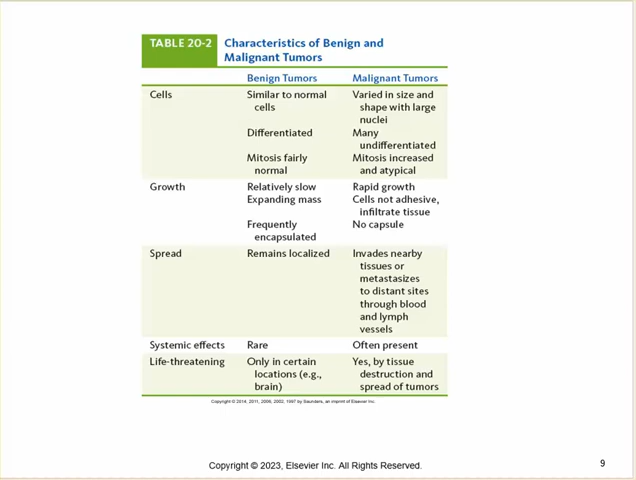 TABLE 20-2 Characteristics of Benign and
Malignant Tumors
Benign Tumors Malignant Tumors
Cells Similar to normal Varied in size and
cells shape with large
nuclei
Differentiated Many
undifferentiated
Mitosis fairly Mitosis increased
normal and atypical
Growth Relatively slow Rapid growth
Expanding mass Cells not adhesive,
infiltrate tissue
Frequently No capsule
encapsulated
Spread Remains localized Invades nearby
tissues or
metastasizes
to distant sites
through blood
and lymph
vessels
Systemic effects Rare Often present
Life-threatening Only in certain Yes, by tissue
locations (e.g., destruction and
brain) spread of tumors
Copyright © 2014, 2011, 2006, 2002, 1997 by Saunders, an imprint of Elsevier Inc.
Copyright © 2023, Elsevier Inc. All Rights Reserved.
9